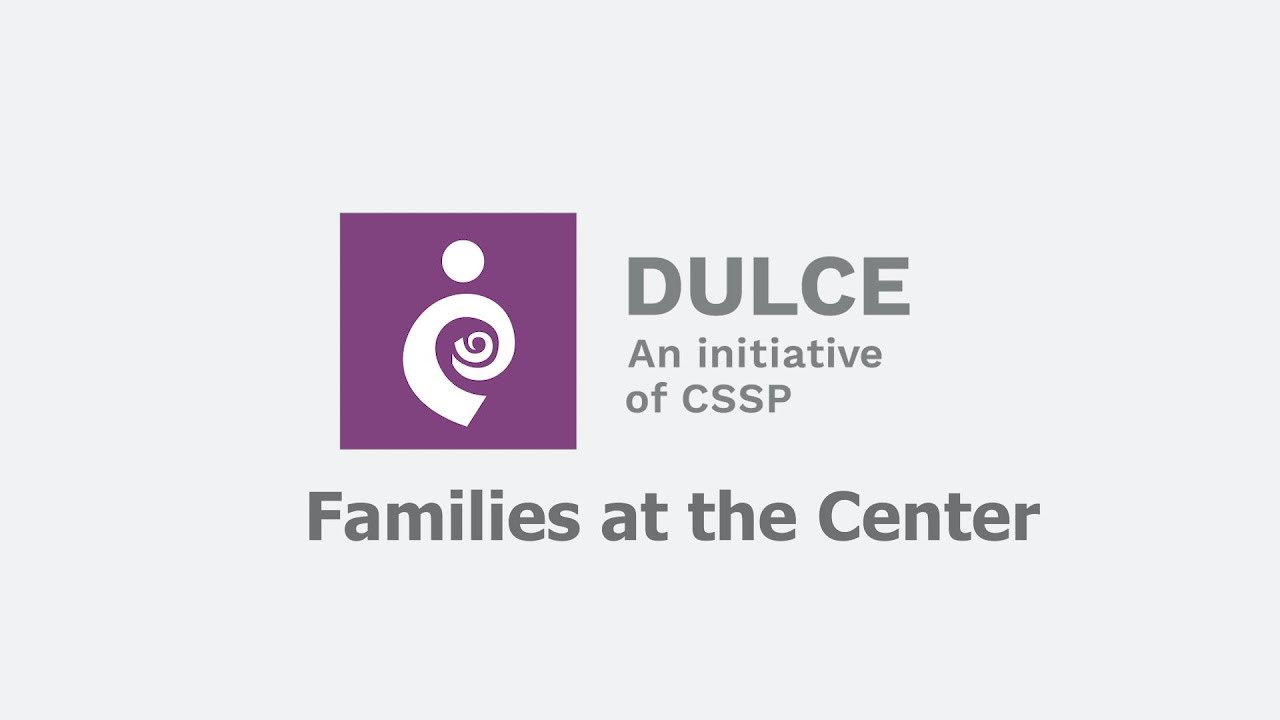 DULCE
An initiative
of CSSP
Families at the Center